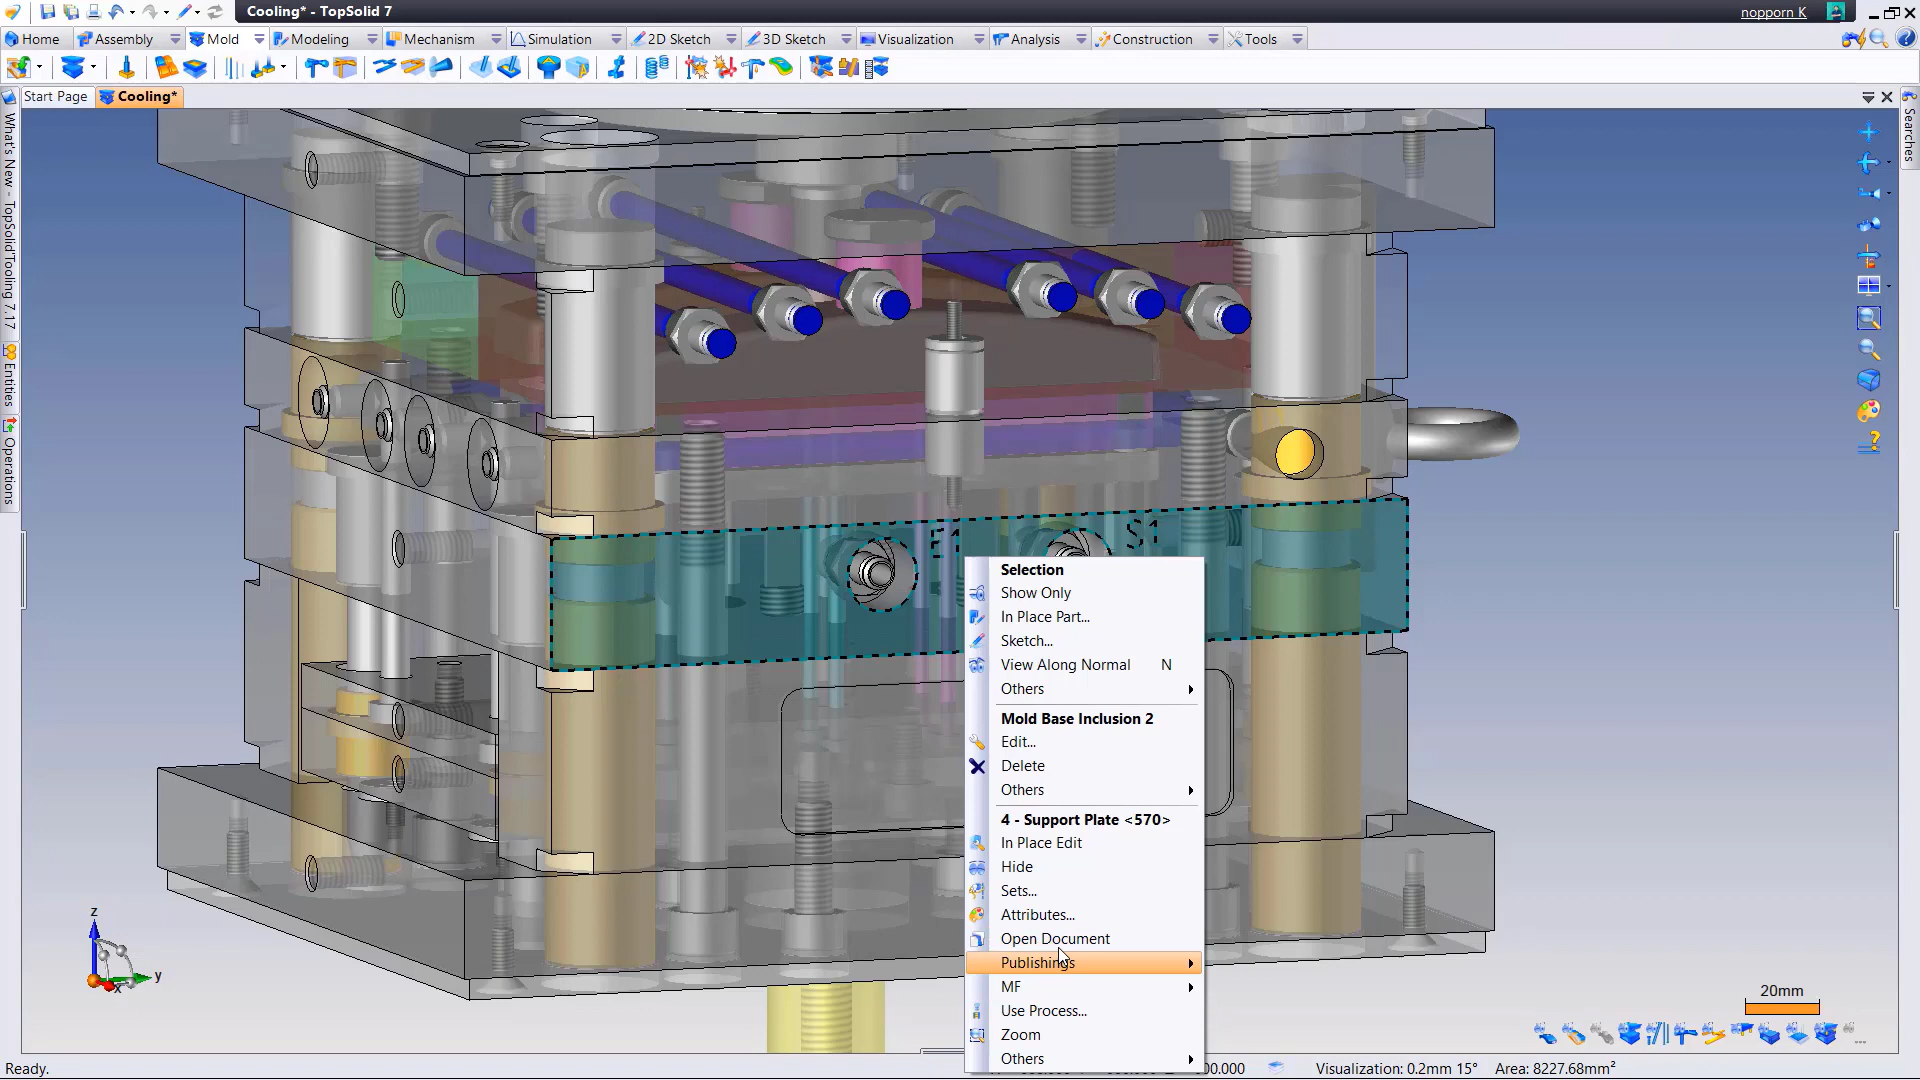 Cooling* - TopSolid 7
nopporn K
Home
Assembly
Mold
Modeling
Mechanism
Simulation
2D Sketch
3D Sketch
Visualization
Analysis
Construction
Tools
Start Page
Cooling*
What's New - TopSolid'Tooling 7.17
Entities
Operations
Searches
S1
Selection
Show Only
In Place Part...
Sketch...
View Along Normal N
Others
Mold Base Inclusion 2
Edit...
Delete
Others
4 - Support Plate <570>
In Place Edit
Hide
Sets...
Attributes...
Open Document
Publishings
MF
Use Process...
Zoom
Others
z
y
x
20mm
Ready.
Visualization: 0.2mm 15°
Area: 8227.68mm²